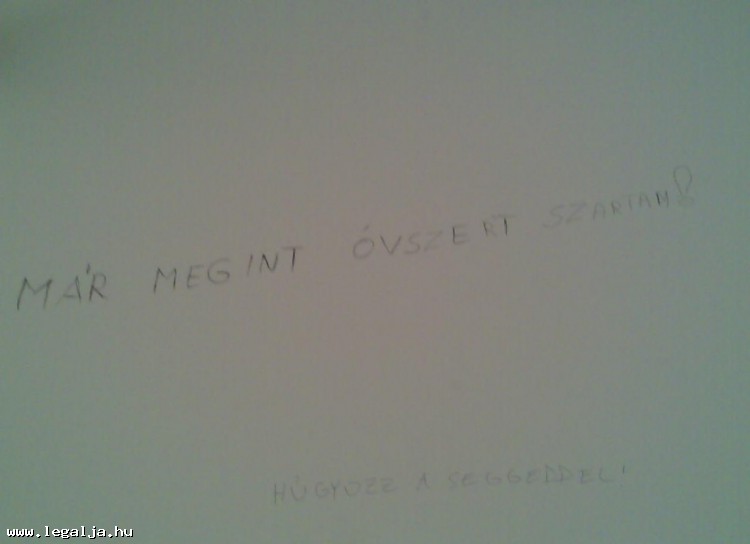 MÁR MEGINT ÓVSZERT SZARTAM!
HÚGYOZZ A SEGGEDDEL!
www.legalja.hu